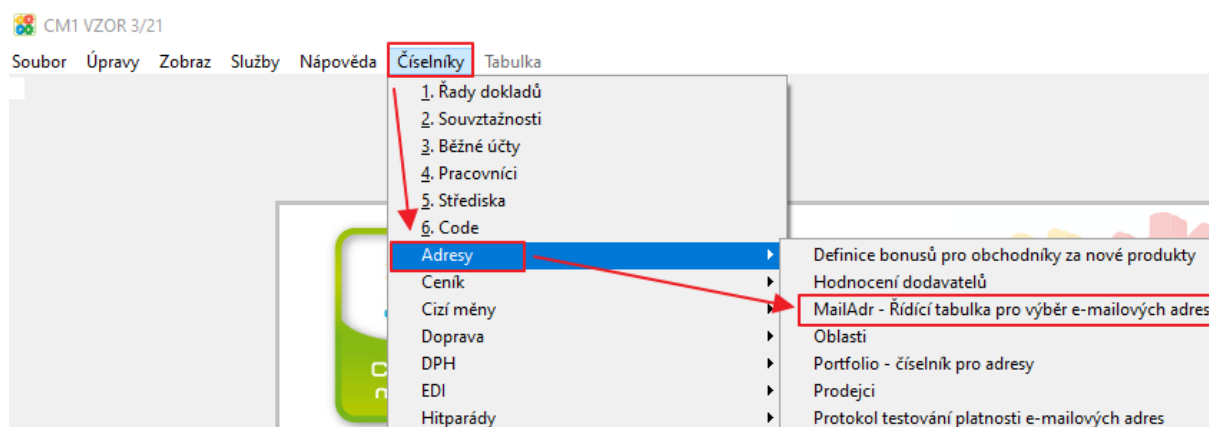 CM1 VZOR 3/21
Soubor Úpravy Zobraz Služby Nápověda Číselníky Tabulka
1. Řady dokladů
2. Souvztažnosti
3. Běžné účty
4. Pracovníci
5. Střediska
6. Code
Adresy
Ceník
Cizí měny
Doprava
DPH
EDI
Hitparády
Definice bonusů pro obchodníky za nové produkty
Hodnocení dodavatelů
MailAdr - Řídící tabulka pro výběr e-mailových adres
Oblasti
Portfolio - číselník pro adresy
Prodejci
Protokol testování platnosti e-mailových adres